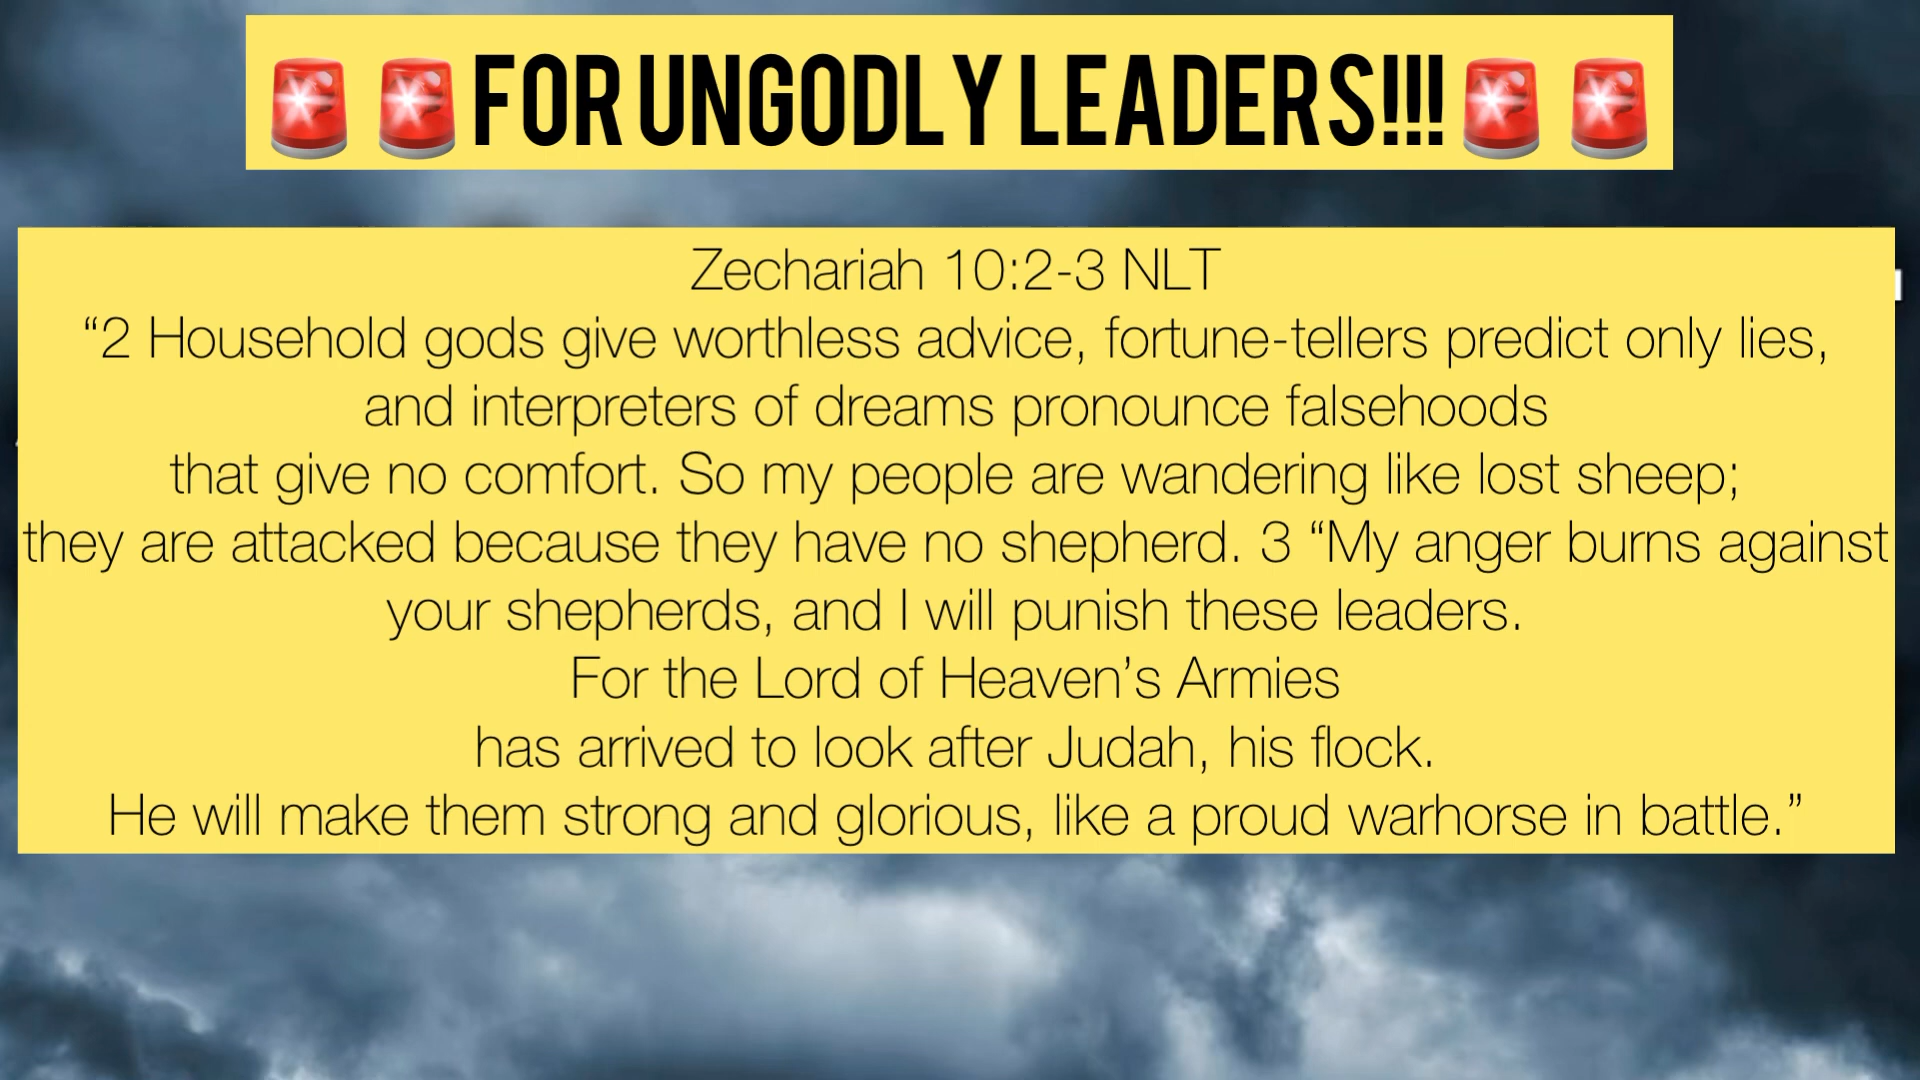 🚨🚨FOR UNGODLY LEADERS!!!🚨🚨
Zechariah 10:2-3 NLT
“2 Household gods give worthless advice, fortune-tellers predict only lies,
and interpreters of dreams pronounce falsehoods
that give no comfort. So my people are wandering like lost sheep;
they are attacked because they have no shepherd. 3 “My anger burns against
your shepherds, and I will punish these leaders.
For the Lord of Heaven’s Armies
has arrived to look after Judah, his flock.
He will make them strong and glorious, like a proud warhorse in battle.”